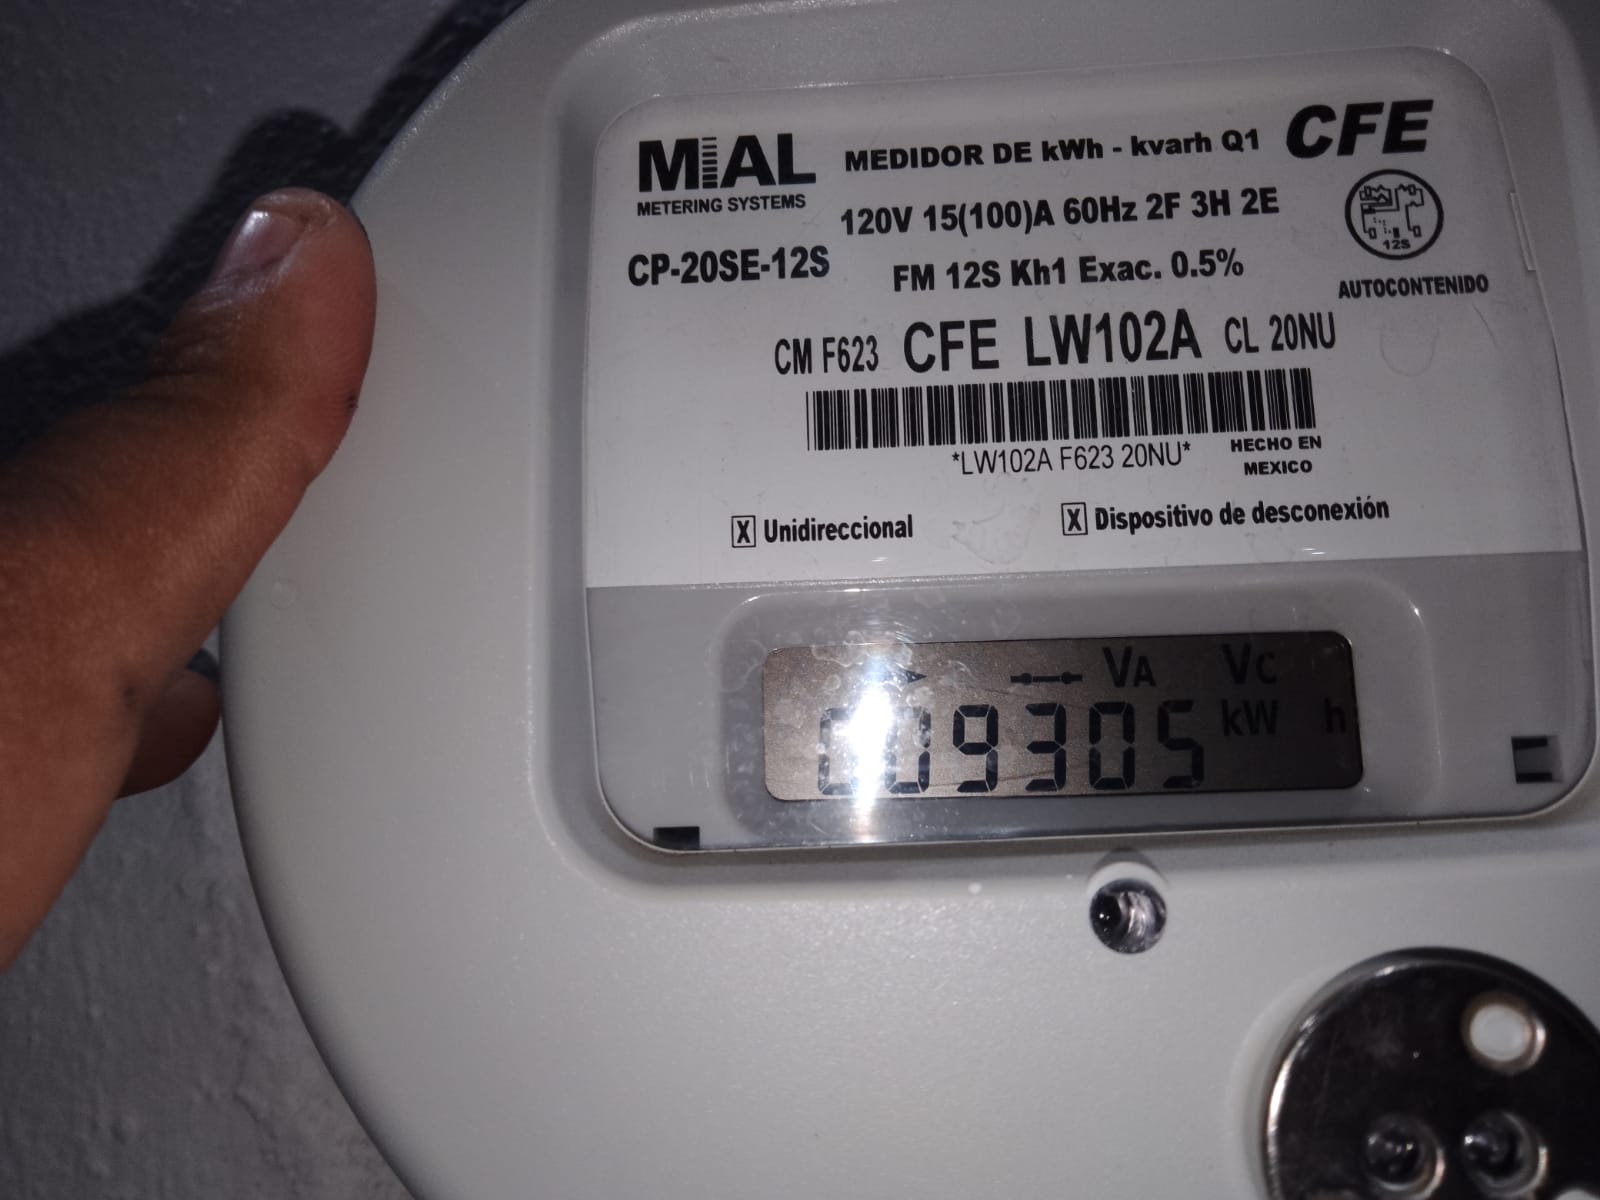 MIAL
METERING SYSTEMS
MEDIDOR DE kWh - kvarh Q1
CFE
120V 15(100)A 60Hz 2F 3H 2E
12S
CP-20SE-12S
FM 12S Kh1 Exac. 0.5%
AUTOCONTENIDO
CM F623 CFE LW102A CL 20NU
*LW102A F623 20NU*
HECHO EN
MEXICO
X Unidireccional
X Dispositivo de desconexión
VA VC
009305 kW h